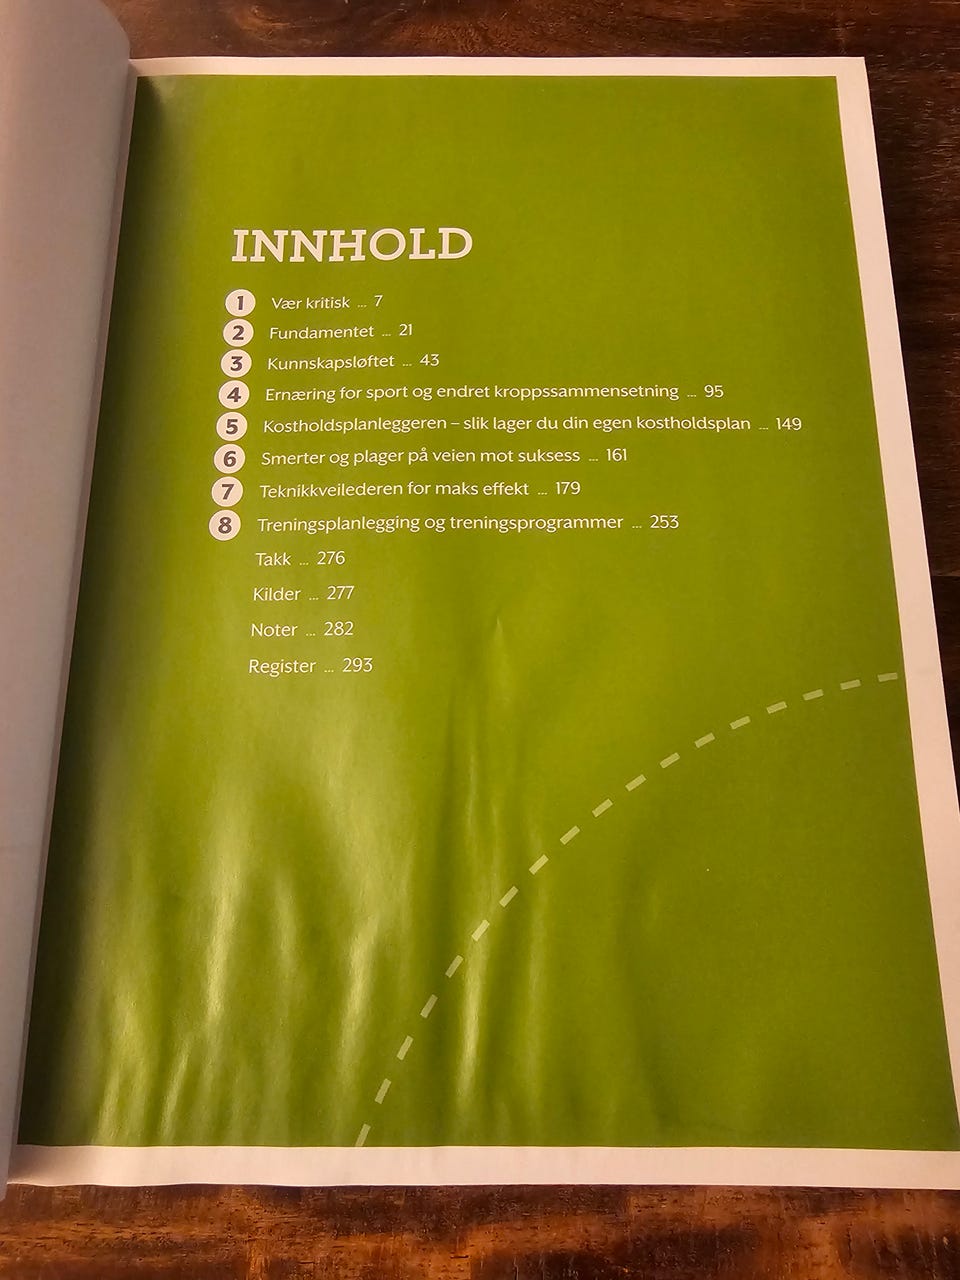 INNHOLD
1 Vær kritisk ... 7
2 Fundamentet ... 21
3 Kunnskapsløftet ... 43
4 Ernæring for sport og endret kroppssammensetning ... 95
5 Kostholdsplanleggeren – slik lager du din egen kostholdsplan ... 149
6 Smerter og plager på veien mot suksess ... 161
7 Teknikkveilederen for maks effekt ... 179
8 Treningsplanlegging og treningsprogrammer ... 253
Takk ... 276
Kilder ... 277
Noter ... 282
Register ... 293